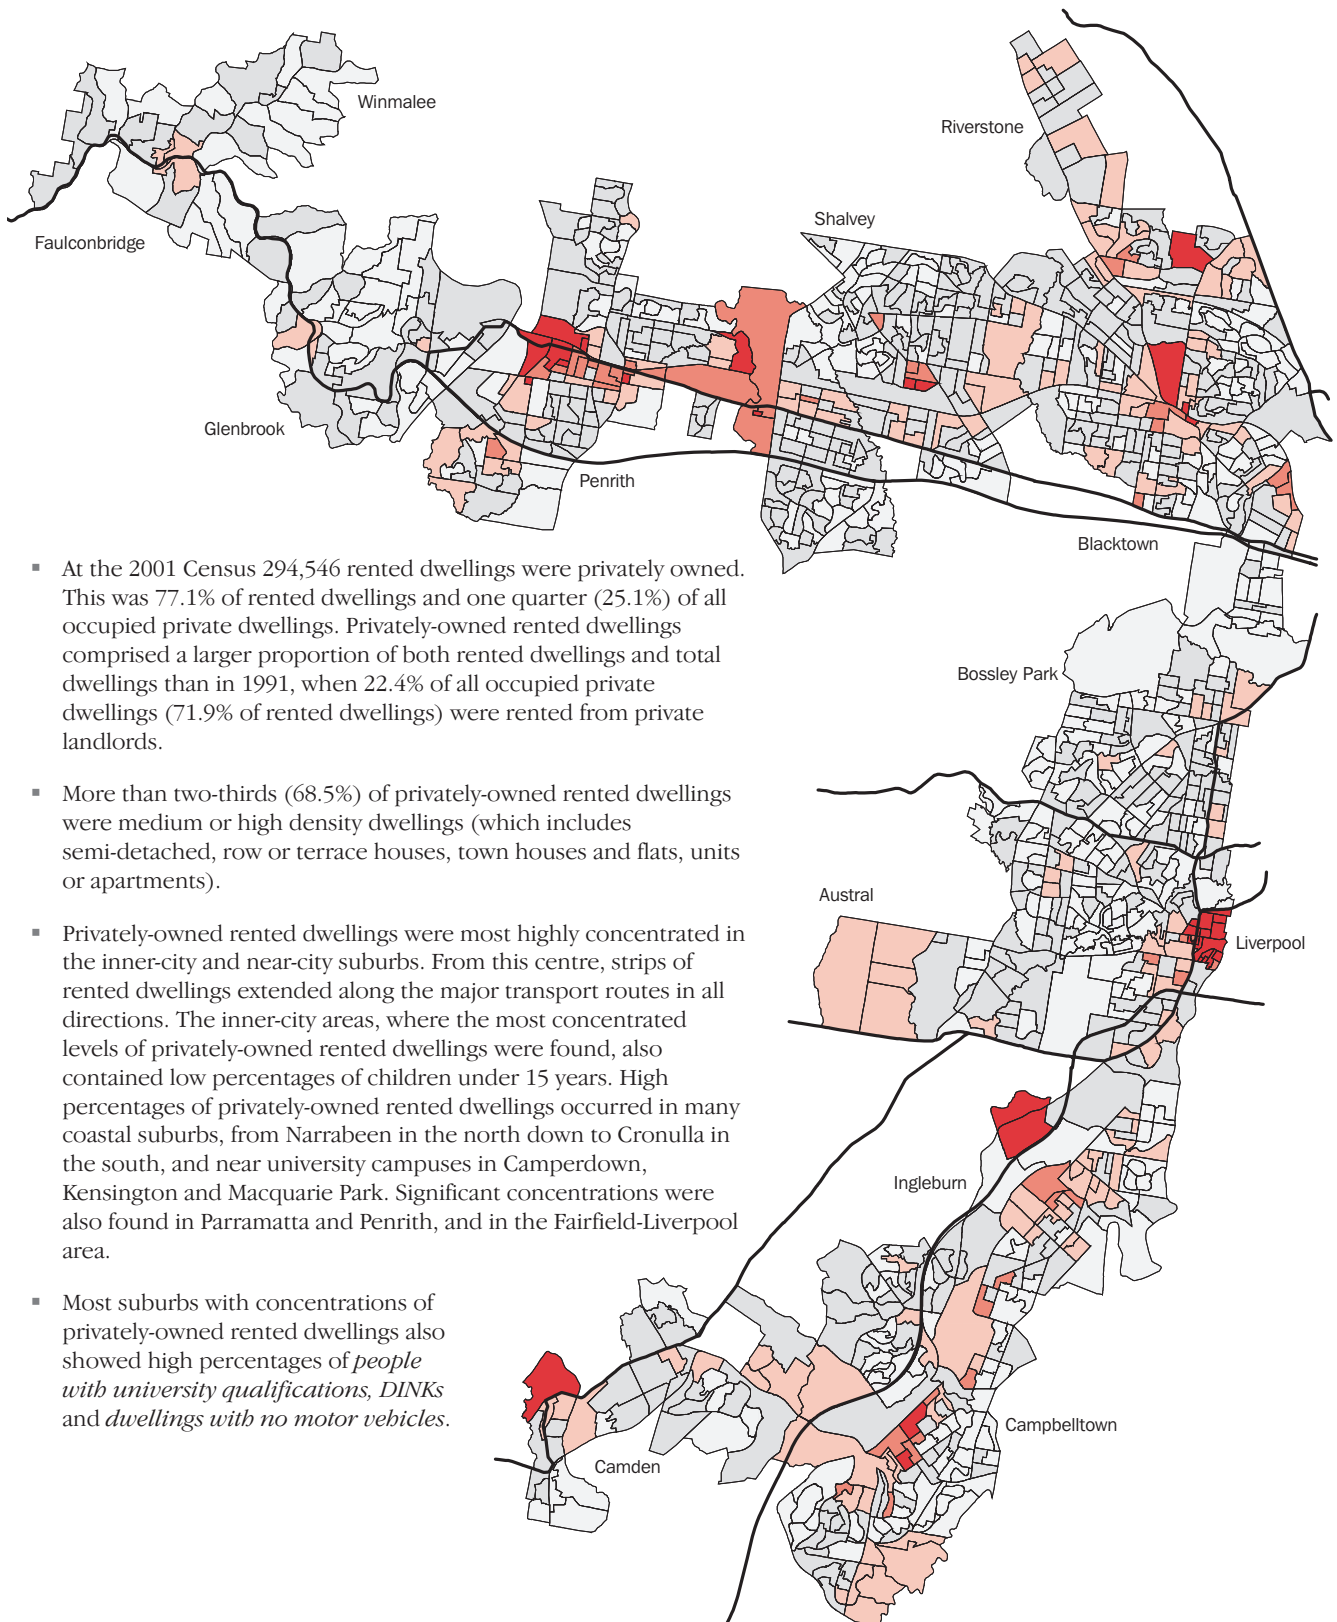 Winmalee
Riverstone
Shalvey
Faulconbridge
Glenbrook
Penrith
Blacktown
▪ At the 2001 Census 294,546 rented dwellings were privately owned.
This was 77.1% of rented dwellings and one quarter (25.1%) of all
occupied private dwellings. Privately-owned rented dwellings
comprised a larger proportion of both rented dwellings and total
dwellings than in 1991, when 22.4% of all occupied private
dwellings (71.9% of rented dwellings) were rented from private
landlords.
▪ More than two-thirds (68.5%) of privately-owned rented dwellings
were medium or high density dwellings (which includes
semi-detached, row or terrace houses, town houses and flats, units
or apartments).
▪ Privately-owned rented dwellings were most highly concentrated in
the inner-city and near-city suburbs. From this centre, strips of
rented dwellings extended along the major transport routes in all
directions. The inner-city areas, where the most concentrated
levels of privately-owned rented dwellings were found, also
contained low percentages of children under 15 years. High
percentages of privately-owned rented dwellings occurred in many
coastal suburbs, from Narrabeen in the north down to Cronulla in
the south, and near university campuses in Camperdown,
Kensington and Macquarie Park. Significant concentrations were
also found in Parramatta and Penrith, and in the Fairfield-Liverpool
area.
▪ Most suburbs with concentrations of
privately-owned rented dwellings also
showed high percentages of people
with university qualifications, DINKs
and dwellings with no motor vehicles.
Bossley Park
Austral
Liverpool
Ingleburn
Campbelltown
Camden